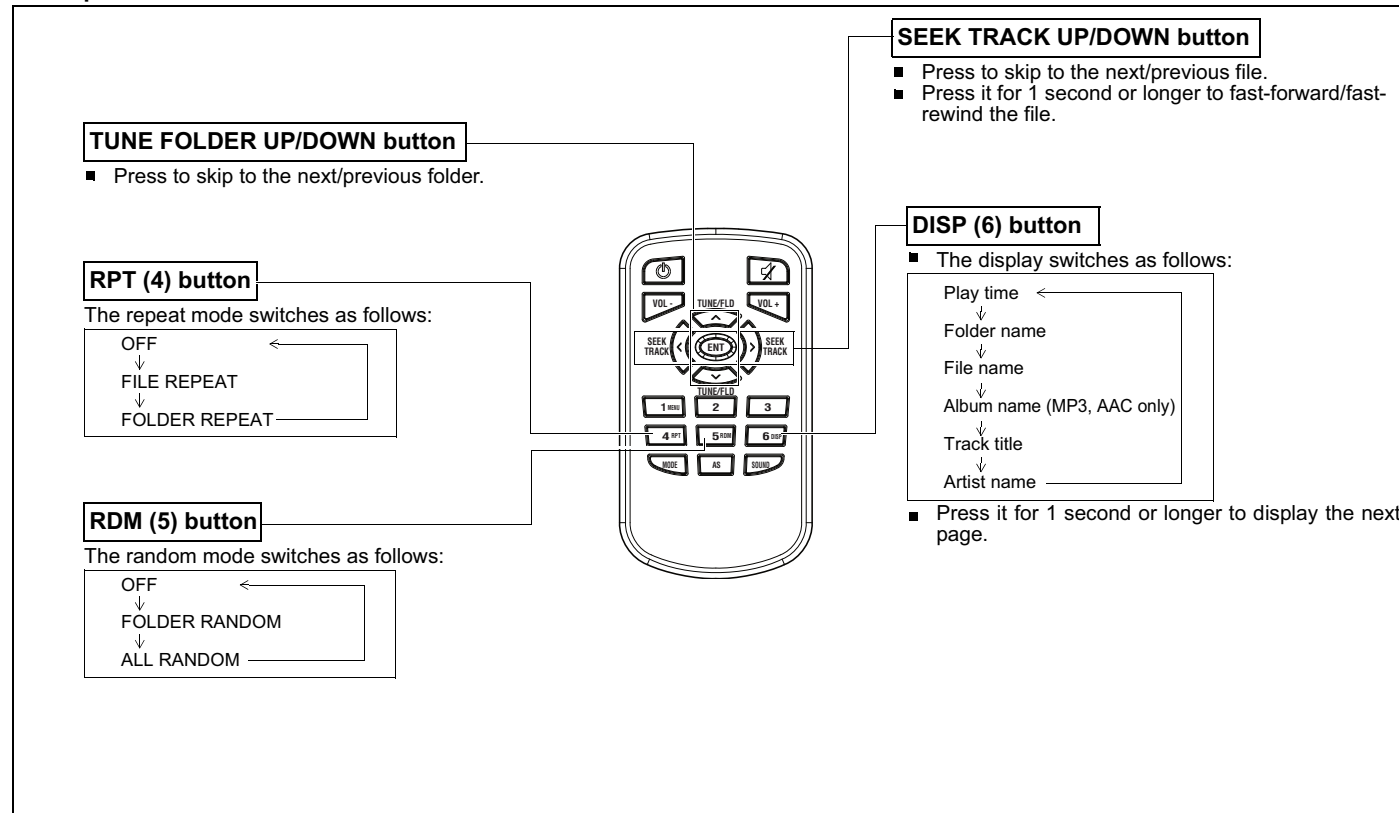 SEEK TRACK UP/DOWN button
■ Press to skip to the next/previous file.
■ Press it for 1 second or longer to fast-forward/fast-
rewind the file.
TUNE FOLDER UP/DOWN button
■ Press to skip to the next/previous folder.
DISP (6) button
■ The display switches as follows:
Play time
Folder name
File name
Album name (MP3, AAC only)
Track title
Artist name
■ Press it for 1 second or longer to display the next
page.
RPT (4) button
The repeat mode switches as follows:
OFF
FILE REPEAT
FOLDER REPEAT
RDM (5) button
The random mode switches as follows:
OFF
FOLDER RANDOM
ALL RANDOM
VOL - TUNE/FLD VOL +
SEEK TRACK ENT SEEK TRACK
TUNE/FLD
1 MENU 2 3
4 RPT 5 RDM 6 DISP
MODE AS SOUND